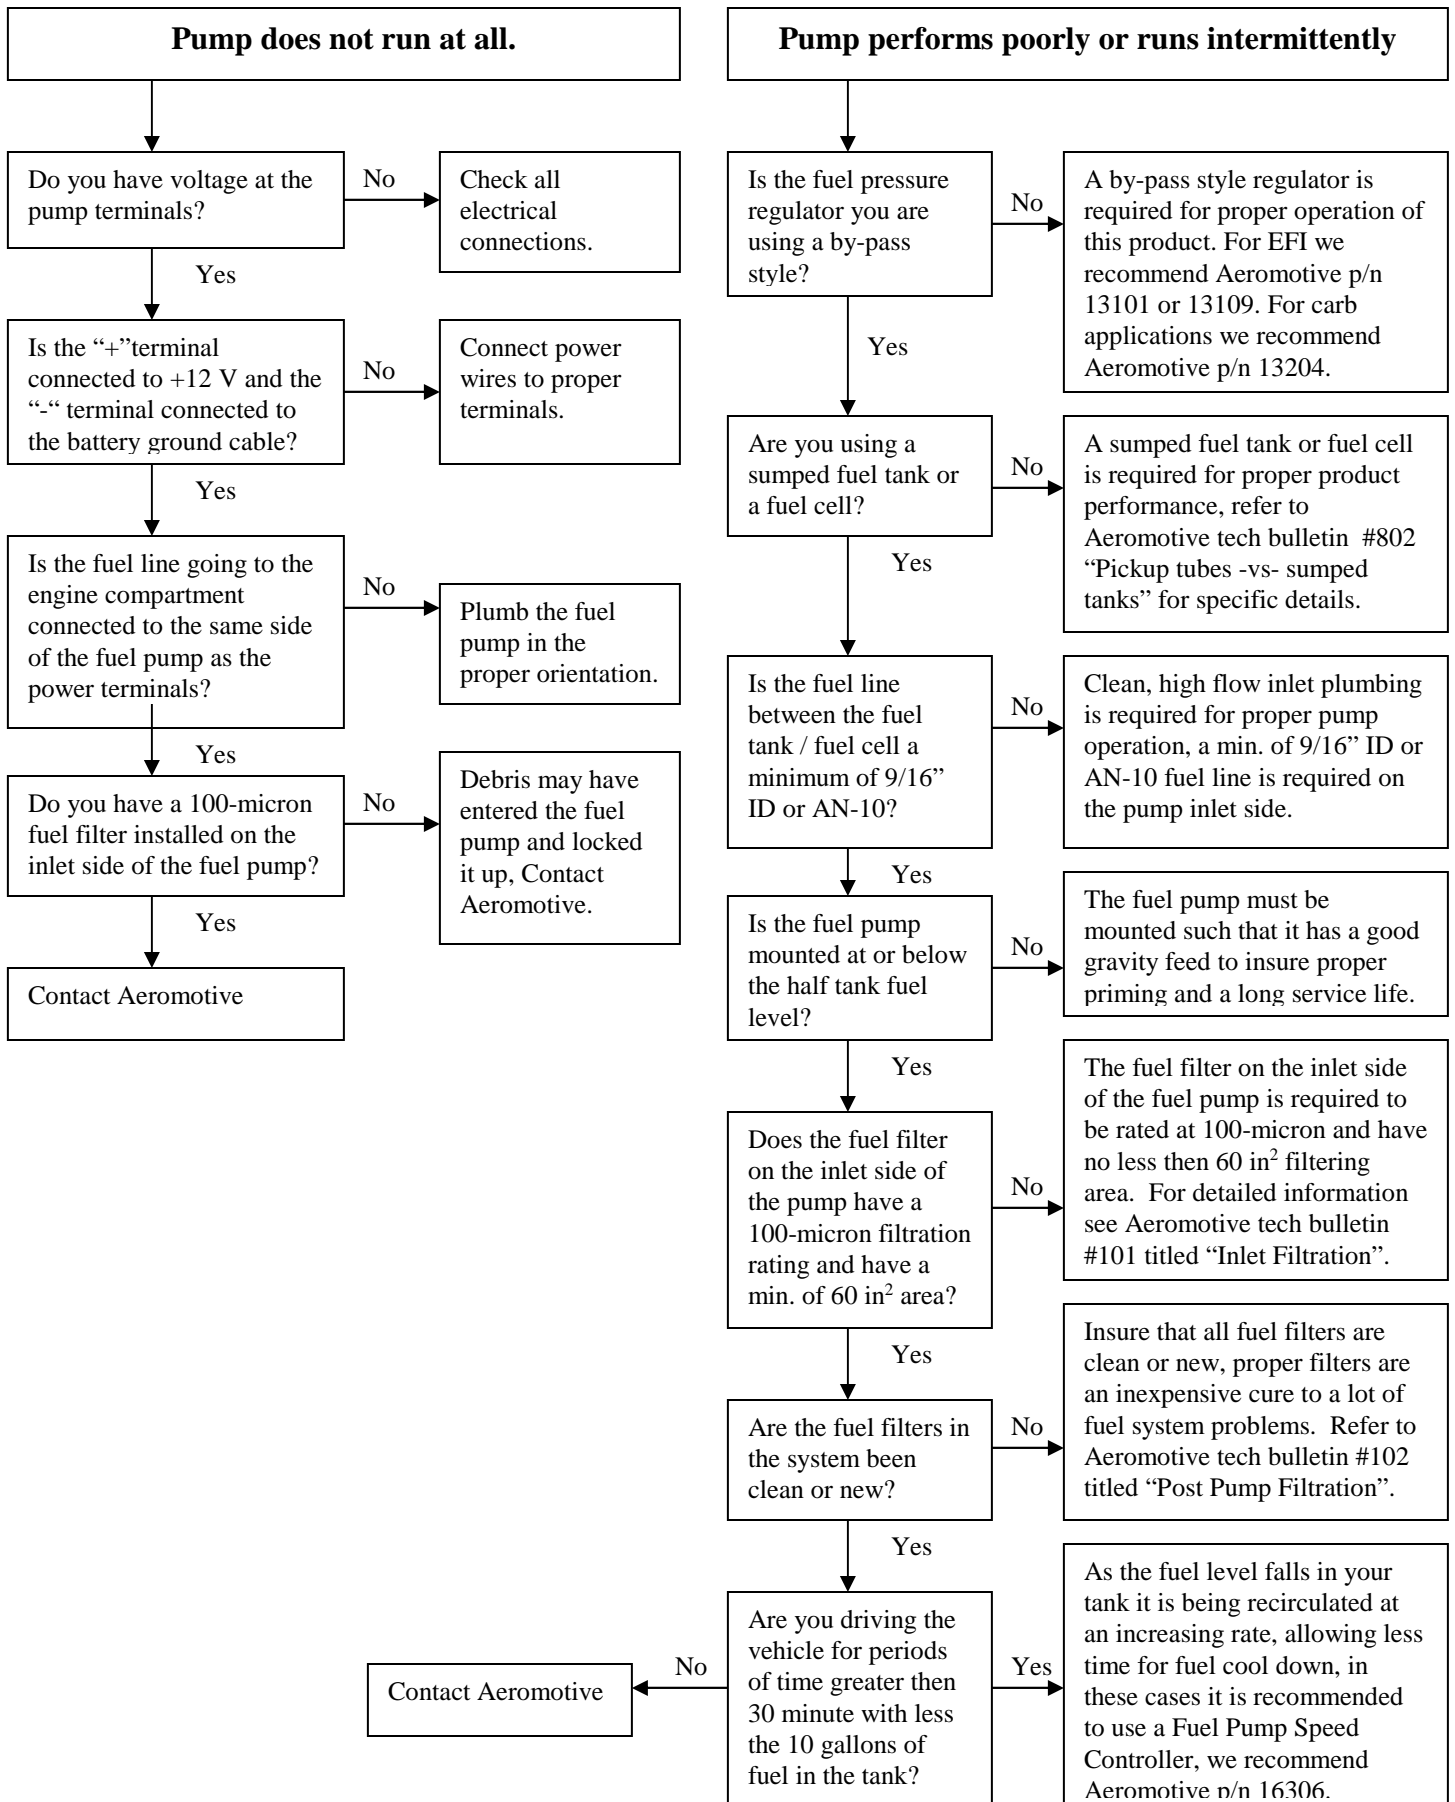 Pump does not run at all.
Do you have voltage at the
pump terminals?
No
Check all
electrical
connections.
Yes
Is the “+”terminal
connected to +12 V and the
“-“ terminal connected to
the battery ground cable?
No
Connect power
wires to proper
terminals.
Yes
Is the fuel line going to the
engine compartment
connected to the same side
of the fuel pump as the
power terminals?
No
Plumb the fuel
pump in the
proper orientation.
Yes
Do you have a 100-micron
fuel filter installed on the
inlet side of the fuel pump?
No
Debris may have
entered the fuel
pump and locked
it up, Contact
Aeromotive.
Yes
Contact Aeromotive
Pump performs poorly or runs intermittently
Is the fuel pressure
regulator you are
using a by-pass
style?
No
A by-pass style regulator is
required for proper operation of
this product. For EFI we
recommend Aeromotive p/n
13101 or 13109. For carb
applications we recommend
Aeromotive p/n 13204.
Yes
Are you using a
sumped fuel tank or
a fuel cell?
No
A sumped fuel tank or fuel cell
is required for proper product
performance, refer to
Aeromotive tech bulletin  #802
“Pickup tubes -vs- sumped
tanks” for specific details.
Yes
Is the fuel line
between the fuel
tank / fuel cell a
minimum of 9/16”
ID or AN-10?
No
Clean, high flow inlet plumbing
is required for proper pump
operation, a min. of 9/16” ID or
AN-10 fuel line is required on
the pump inlet side.
Yes
Is the fuel pump
mounted at or below
the half tank fuel
level?
No
The fuel pump must be
mounted such that it has a good
gravity feed to insure proper
priming and a long service life.
Yes
Does the fuel filter
on the inlet side of
the pump have a
100-micron filtration
rating and have a
min. of 60 in² area?
No
The fuel filter on the inlet side
of the fuel pump is required to
be rated at 100-micron and have
no less then 60 in² filtering
area.  For detailed information
see Aeromotive tech bulletin
#101 titled “Inlet Filtration”.
Yes
Are the fuel filters in
the system been
clean or new?
No
Insure that all fuel filters are
clean or new, proper filters are
an inexpensive cure to a lot of
fuel system problems.  Refer to
Aeromotive tech bulletin #102
titled “Post Pump Filtration”.
Yes
Are you driving the
vehicle for periods
of time greater then
30 minute with less
the 10 gallons of
fuel in the tank?
No
Contact Aeromotive
Yes
As the fuel level falls in your
tank it is being recirculated at
an increasing rate, allowing less
time for fuel cool down, in
these cases it is recommended
to use a Fuel Pump Speed
Controller, we recommend
Aeromotive p/n 16306.